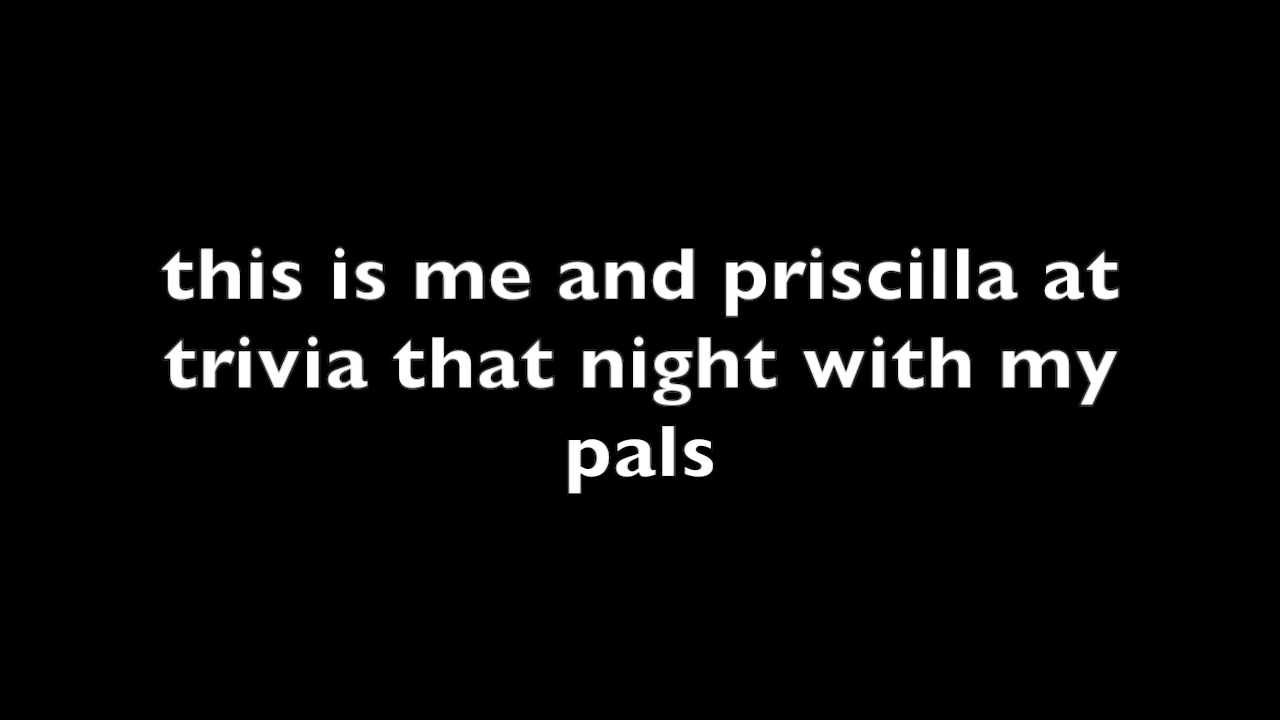 this is me and priscilla at
trivia that night with my
pals